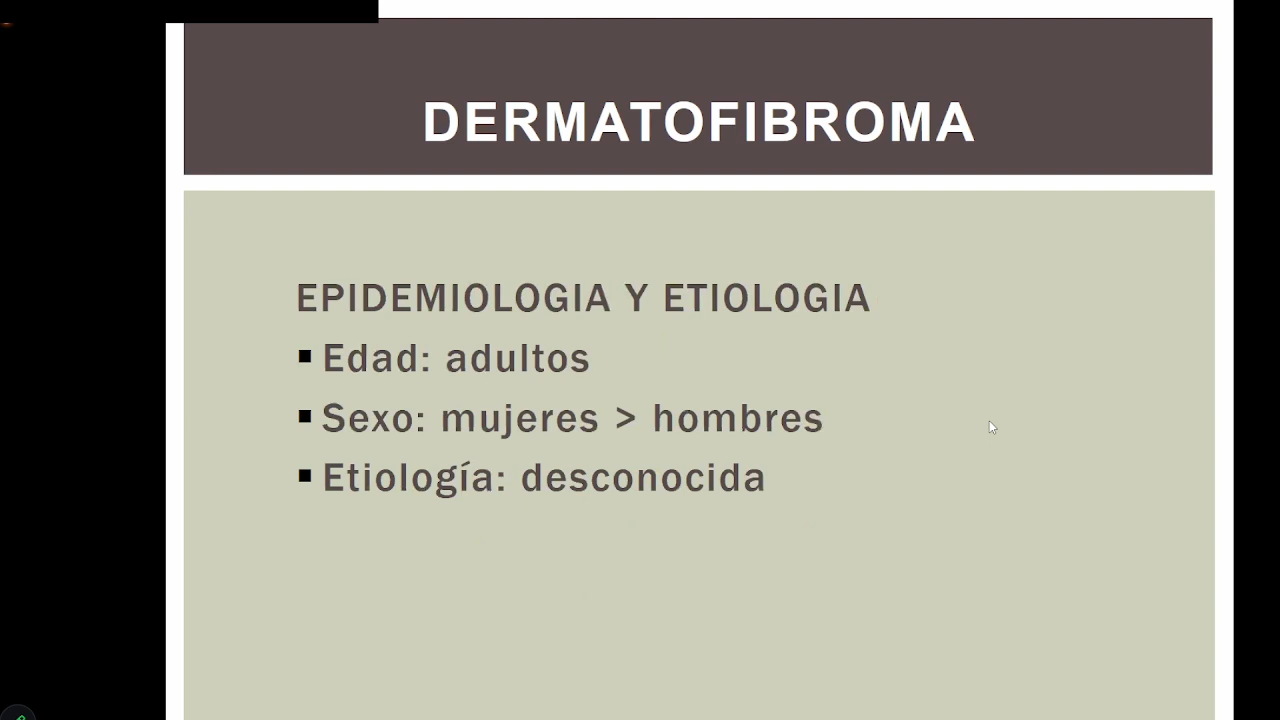 DERMATOFIBROMA
EPIDEMIOLOGIA Y ETIOLOGIA
▪ Edad: adultos
▪ Sexo: mujeres > hombres
▪ Etiología: desconocida